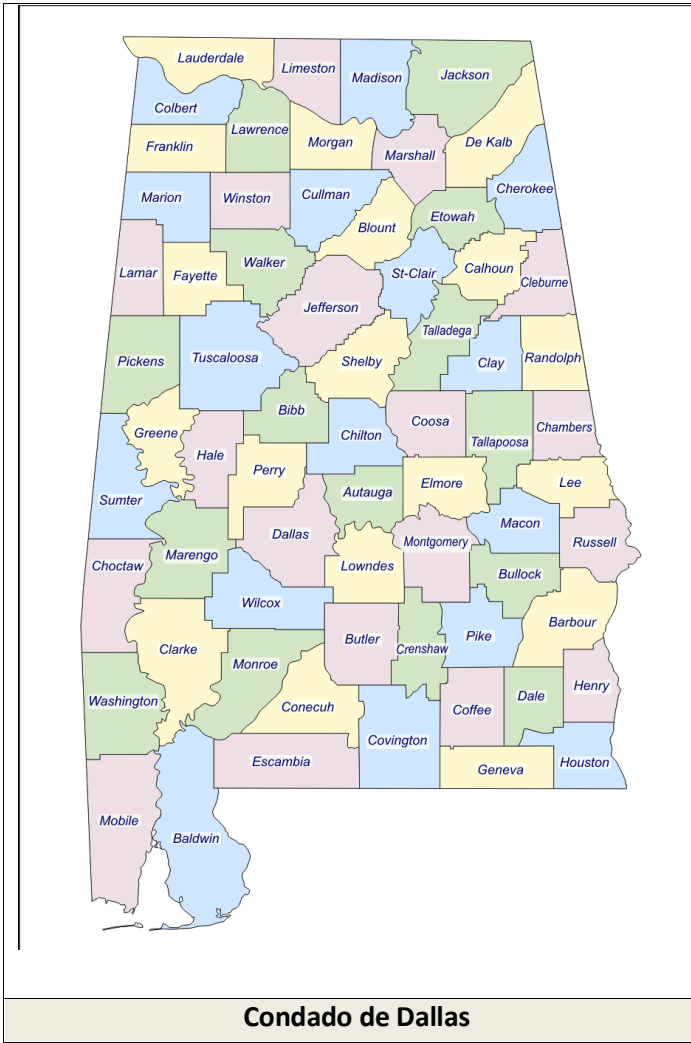 Lauderdale
Limeston
Madison
Jackson
Colbert
Lawrence
Franklin
Morgan
Marshall
De Kalb
Marion
Winston
Cullman
Cherokee
Blount
Etowah
Lamar
Fayette
Walker
St-Clair
Calhoun
Cleburne
Jefferson
Talladega
Pickens
Tuscaloosa
Shelby
Clay
Randolph
Bibb
Greene
Hale
Chilton
Coosa
Tallapoosa
Chambers
Perry
Sumter
Autauga
Elmore
Lee
Dallas
Macon
Montgomery
Russell
Choctaw
Marengo
Lowndes
Bullock
Wilcox
Barbour
Clarke
Monroe
Butler
Crenshaw
Pike
Washington
Conecuh
Coffee
Dale
Henry
Covington
Escambia
Geneva
Houston
Mobile
Baldwin
Condado de Dallas